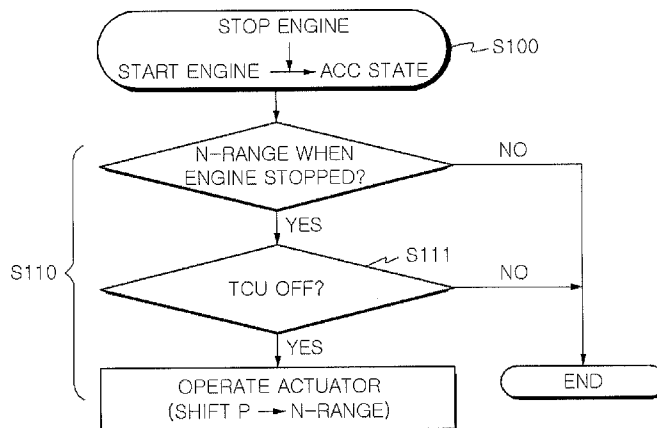 STOP ENGINE
START ENGINE → ACC STATE
S100
N-RANGE WHEN
ENGINE STOPPED?
NO
YES
S110
S111
TCU OFF?
NO
YES
OPERATE ACTUATOR
(SHIFT P → N-RANGE)
END